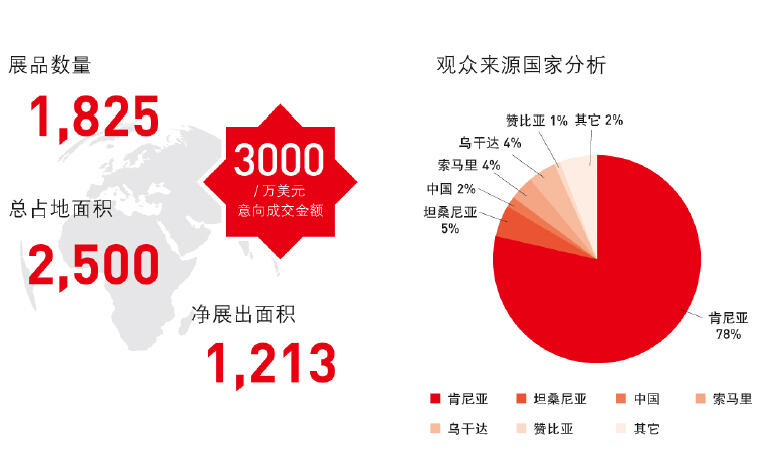 展品数量
1,825
3000
/ 万美元
意向成交金额
总占地面积
2,500
净展出面积
1,213
观众来源国家分析
赞比亚 1%
其它 2%
乌干达 4%
索马里 4%
中国 2%
坦桑尼亚
5%
肯尼亚
78%
肯尼亚
坦桑尼亚
中国
索马里
乌干达
赞比亚
其它